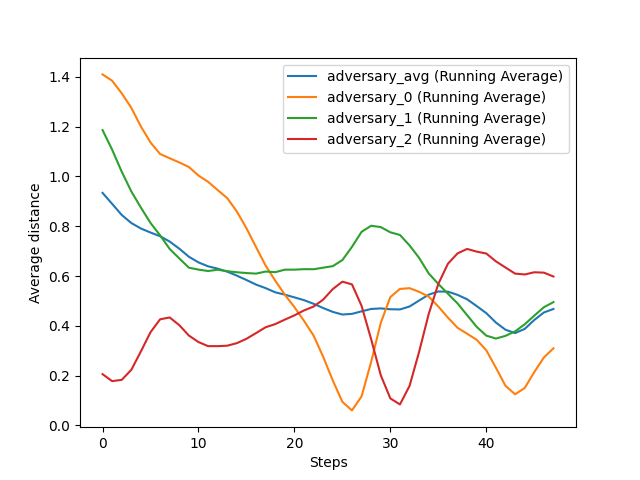 adversary_avg (Running Average)
adversary_0 (Running Average)
adversary_1 (Running Average)
adversary_2 (Running Average)
Average distance
1.4
1.2
1.0
0.8
0.6
0.4
0.2
0.0
0 10 20 30 40
Steps